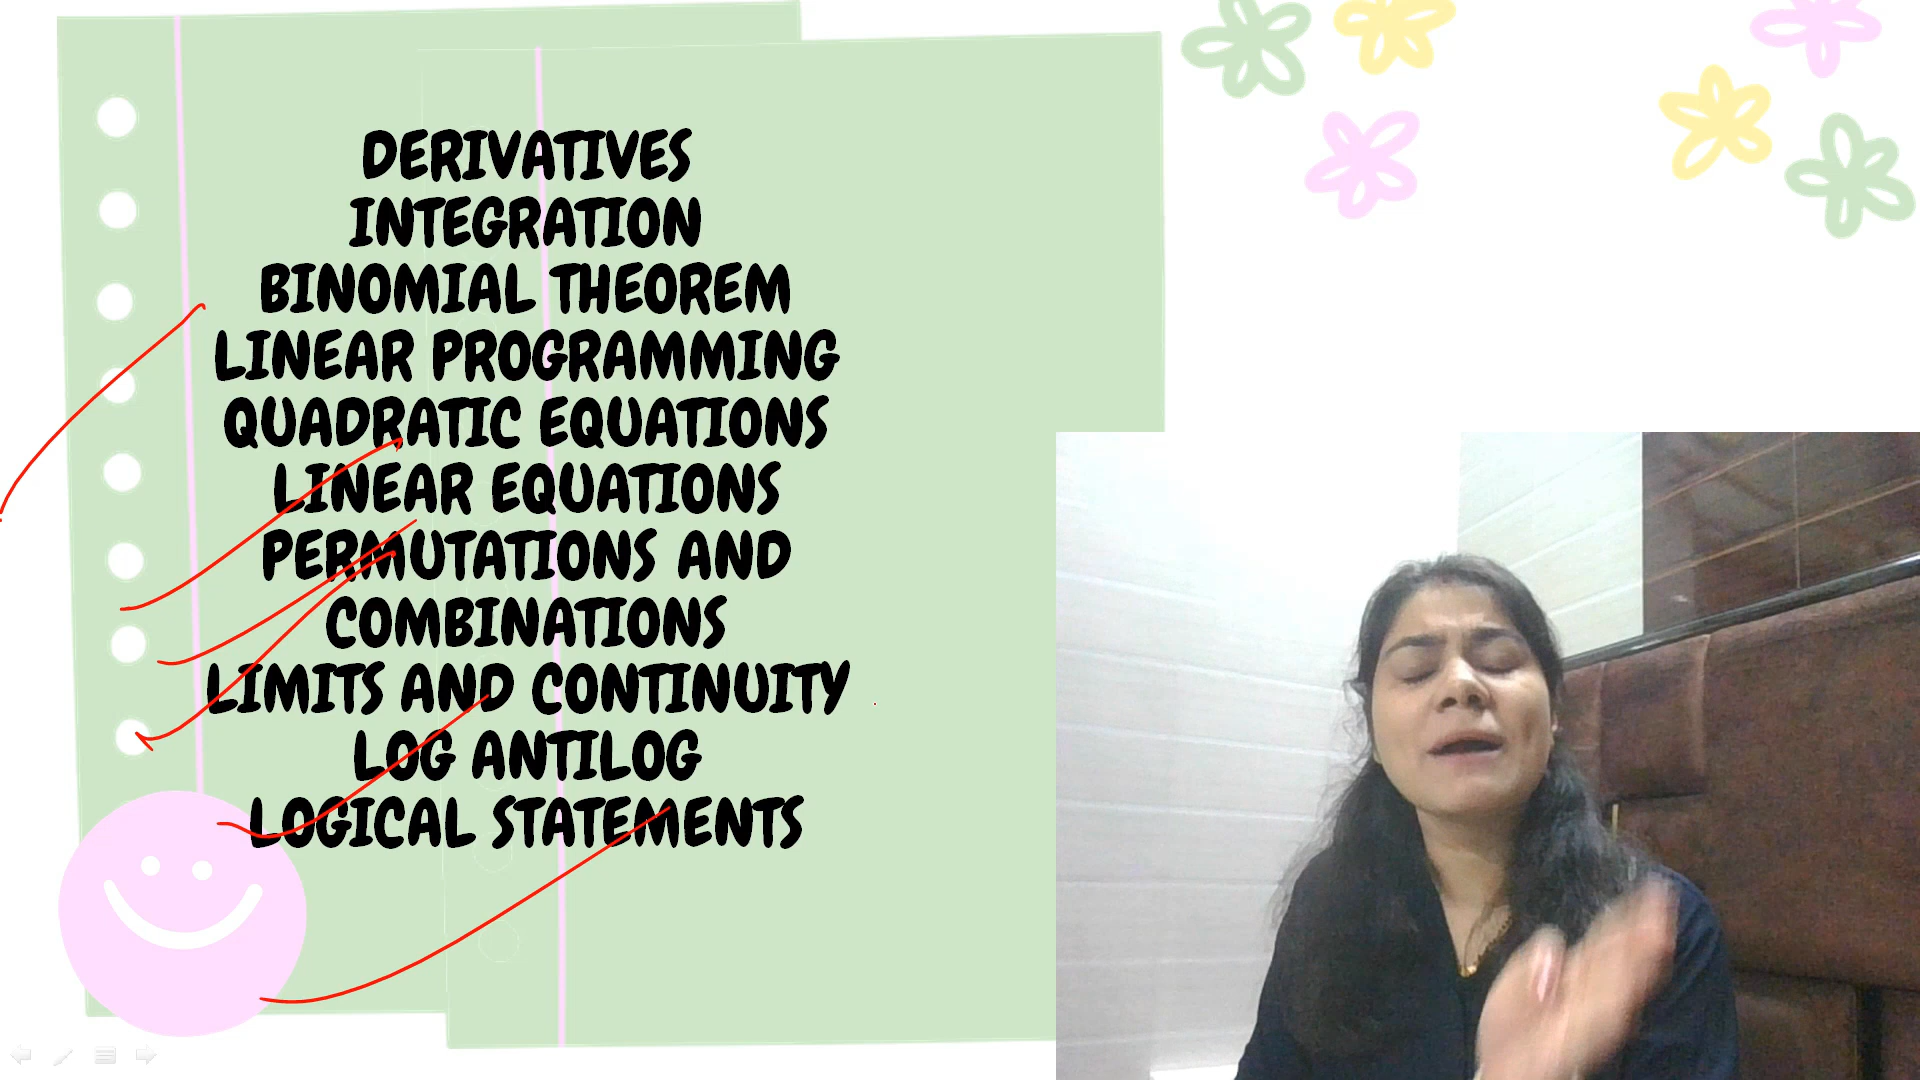 DERIVATIVES
INTEGRATION
BINOMIAL THEOREM
LINEAR PROGRAMMING
QUADRATIC EQUATIONS
LINEAR EQUATIONS
PERMUTATIONS AND
COMBINATIONS
LIMITS AND CONTINUITY
LOG ANTILOG
LOGICAL STATEMENTS